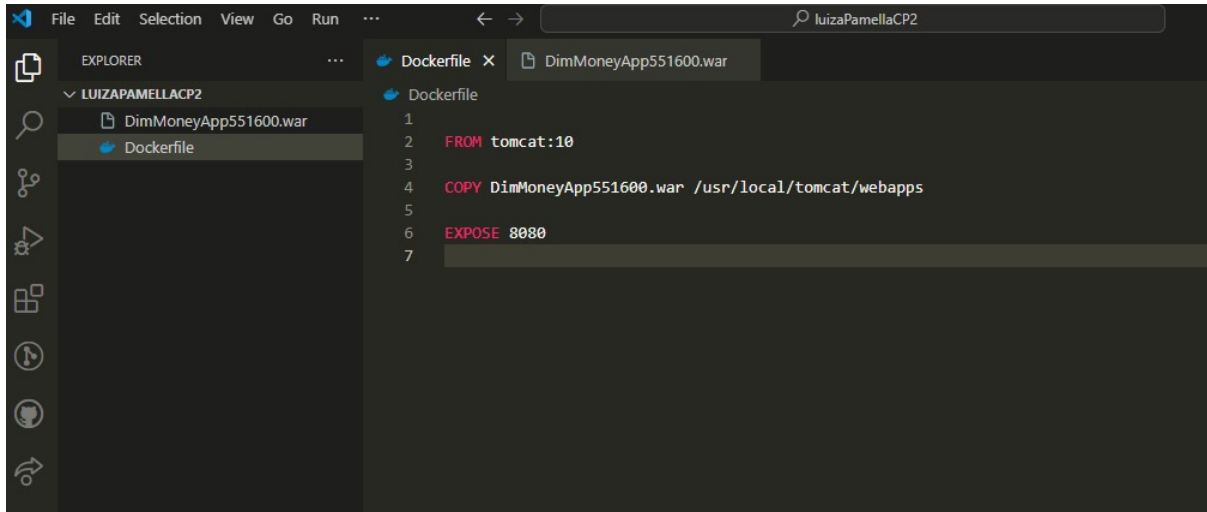 File Edit Selection View Go Run ··· ← → luizaPamellaCP2
EXPLORER ···
Dockerfile × DimMoneyApp551600.war
LUIZAPAMELLACP2
DimMoneyApp551600.war
Dockerfile
Dockerfile
1
2 FROM tomcat:10
3
4 COPY DimMoneyApp551600.war /usr/local/tomcat/webapps
5
6 EXPOSE 8080
7